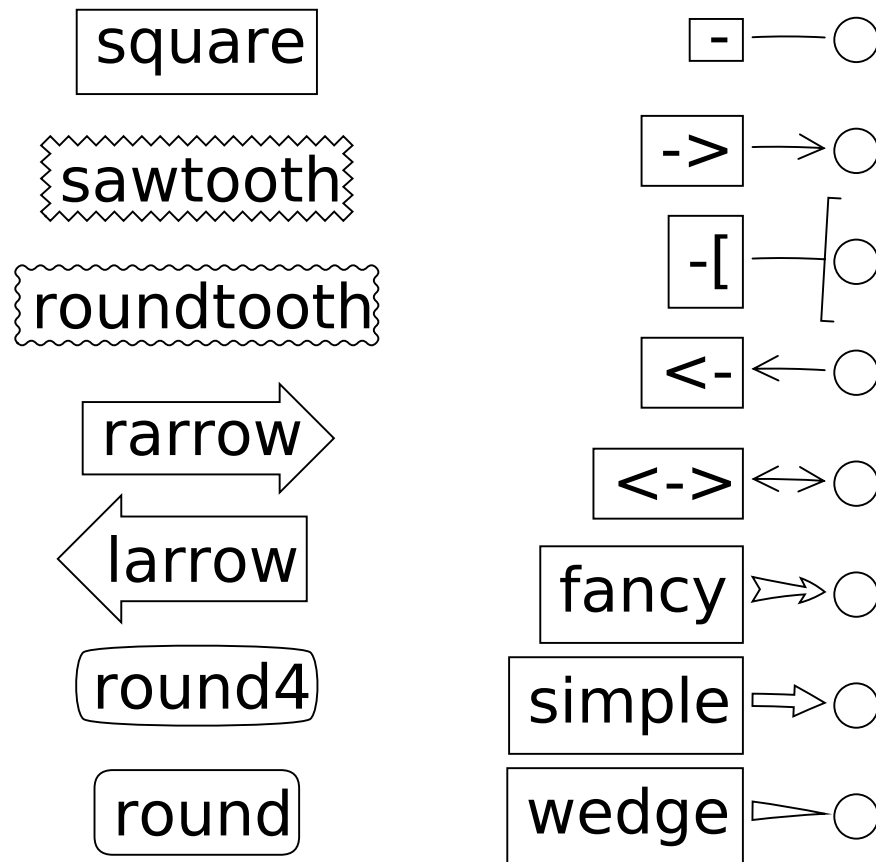 square
sawtooth
roundtooth
rarrow
larrow
round4
round
-
->
-[
<-
<->
fancy
simple
wedge